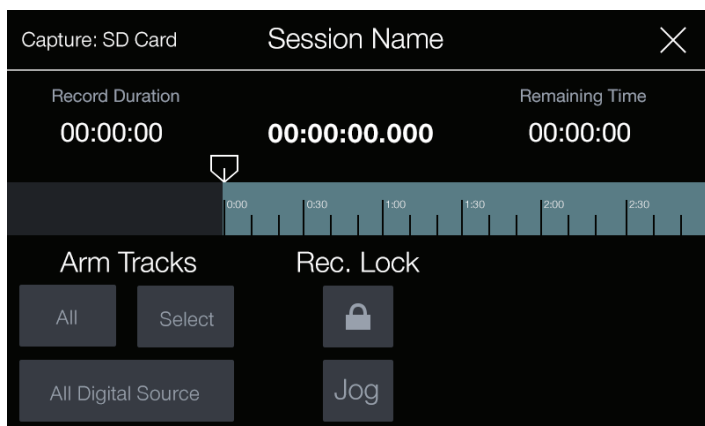 Capture: SD Card
Session Name
Record Duration
Remaining Time
00:00:00
00:00:00.000
00:00:00
0:00 0:30 1:00 1:30 2:00 2:30
Arm Tracks
Rec. Lock
All
Select
All Digital Source
Jog